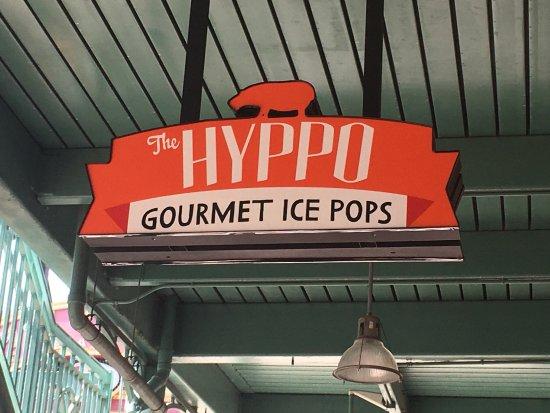 The HYPPO
GOURMET ICE POPS